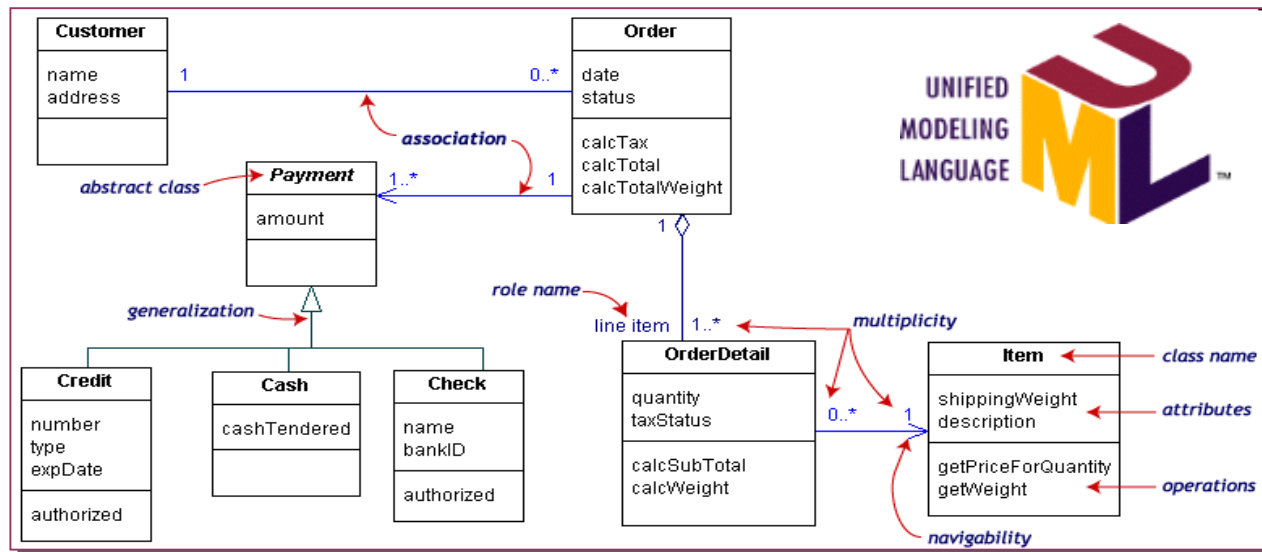 Customer
name
address
1
0..*
Order
date
status
calcTax
calcTotal
calcTotalWeight
UNIFIED
MODELING
LANGUAGE
UML
TM
association
abstract class
Payment
amount
1..*
1
1
generalization
role name
line item
1..*
multiplicity
Credit
number
type
expDate
authorized
Cash
cashTendered
Check
name
bankID
authorized
OrderDetail
quantity
taxStatus
calcSubTotal
calcWeight
0..*
1
Item
shippingWeight
description
getPriceForQuantity
getWeight
class name
attributes
operations
navigability